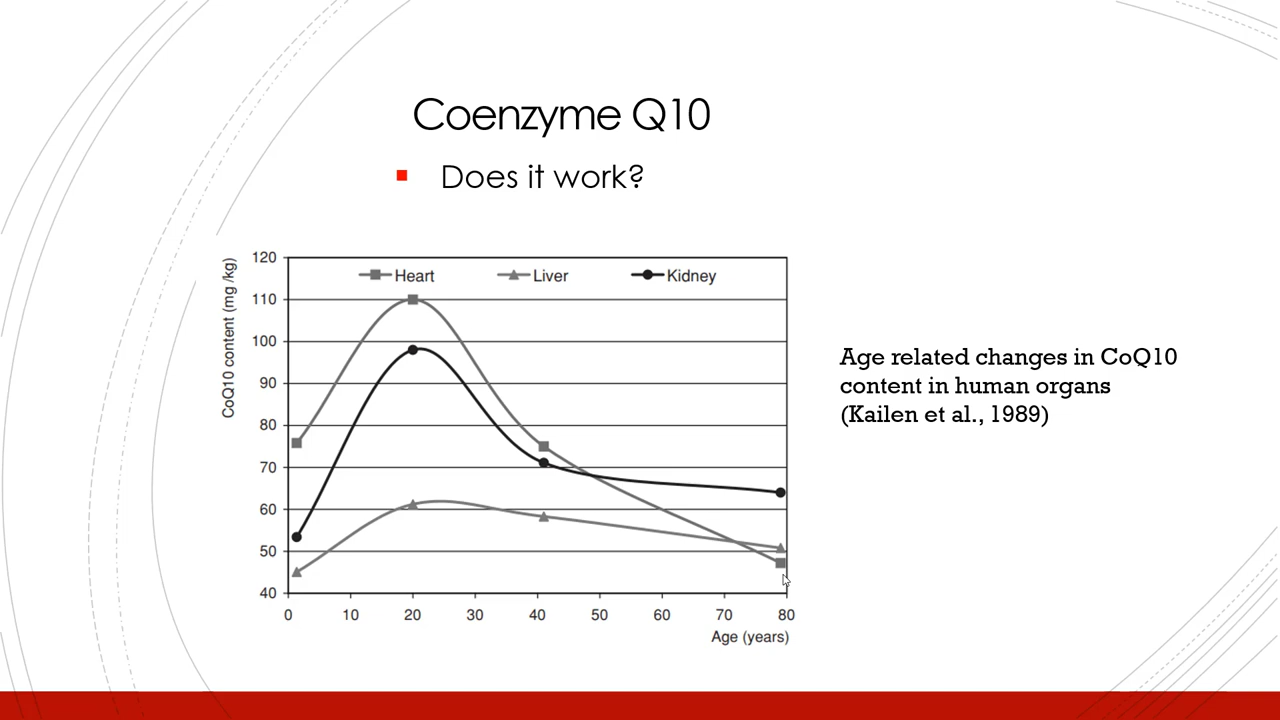 Coenzyme Q10
Does it work?
CoQ10 content (mg /kg)
120
110
100
90
80
70
60
50
40
Heart Liver Kidney
0 10 20 30 40 50 60 70 80
Age (years)
Age related changes in CoQ10
content in human organs
(Kailen et al., 1989)